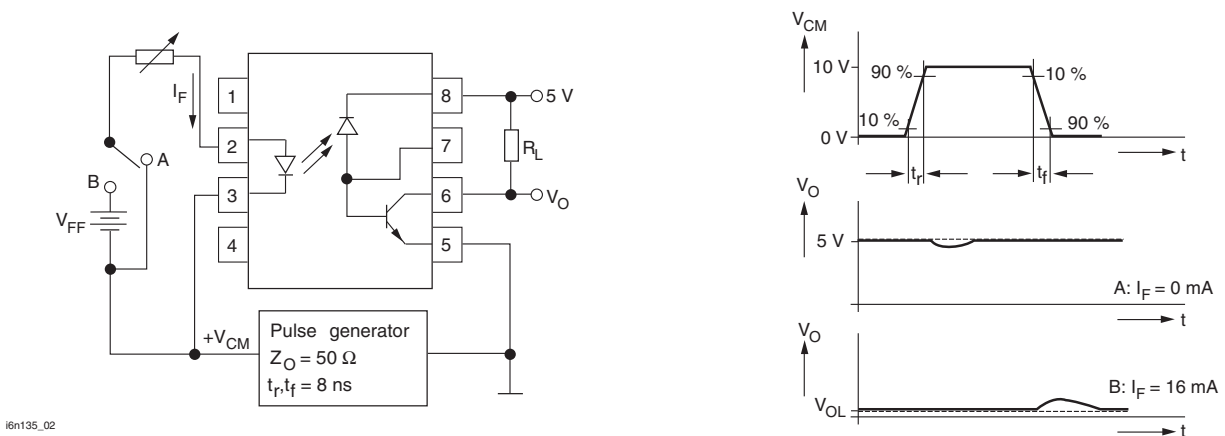 I_F
1
2
3
4
8
7
6
5
5 V
R_L
V_O
A
B
V_FF
+V_CM
Pulse generator
Z_O = 50 Ω
t_r,t_f = 8 ns
i6n135_02
V_CM
10 V
90 %
10 %
10 %
90 %
0 V
t
t_r
t_f
V_O
5 V
A: I_F = 0 mA
t
V_O
B: I_F = 16 mA
V_OL
t